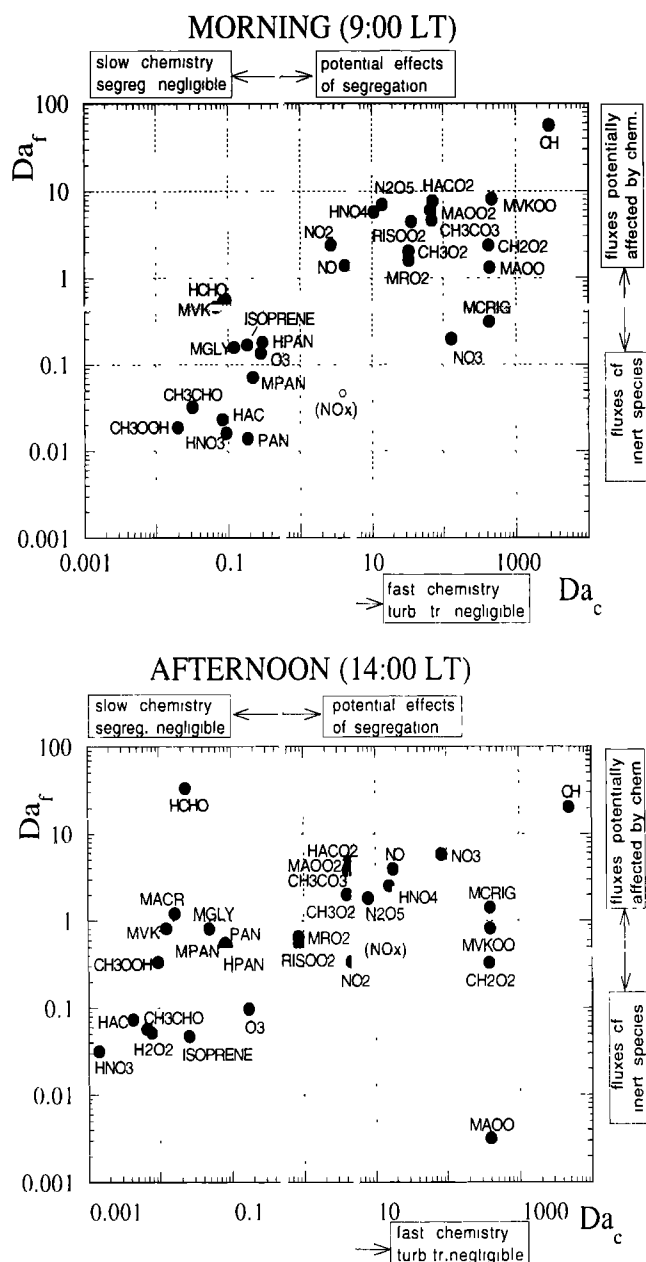 MORNING (9:00 LT)
slow chemistry
segreg negligible
potential effects
of segregation
100
10
1
0.1
0.01
0.001
Da_f
CH
N2O5
HACO2
HNO4
MVKOO
NO2
MAOO2
CH3CO3
RISOO2
CH3O2
CH2O2
NO
MRO2
MAOO
HCHO
MVK
ISOPRENE
MCRIG
MGLY
HPAN
O3
NO3
MPAN
CH3CHO
(NOx)
CH3OOH
HAC
HNO3
PAN
0.001
0.1
10
1000
Da_c
fluxes potentially
affected by chem.
fluxes cf
inert species
fast chemistry
turb tr negligible
AFTERNOON (14:00 LT)
slow chemistry
segreg. negligible
potential effects
of segregation
100
10
1
0.1
0.01
0.001
Da_f
HCHO
CH
HACO2
NO
NO3
MAOO2
CH3CO3
HNO4
MACR
CH3O2
N2O5
MCRIG
MGLY
MVK
PAN
MRO2
(NOx)
MPAN
MVKOO
CH3OOH
HPAN
RISOO2
NO2
CH2O2
HAC
CH3CHO
O3
H2O2
HNO3
ISOPRENE
MAOO
0.001
0.1
10
1000
Da_c
fluxes potentially
affected by chem
fluxes cf
inert species
fast chemistry
turb tr.negligible